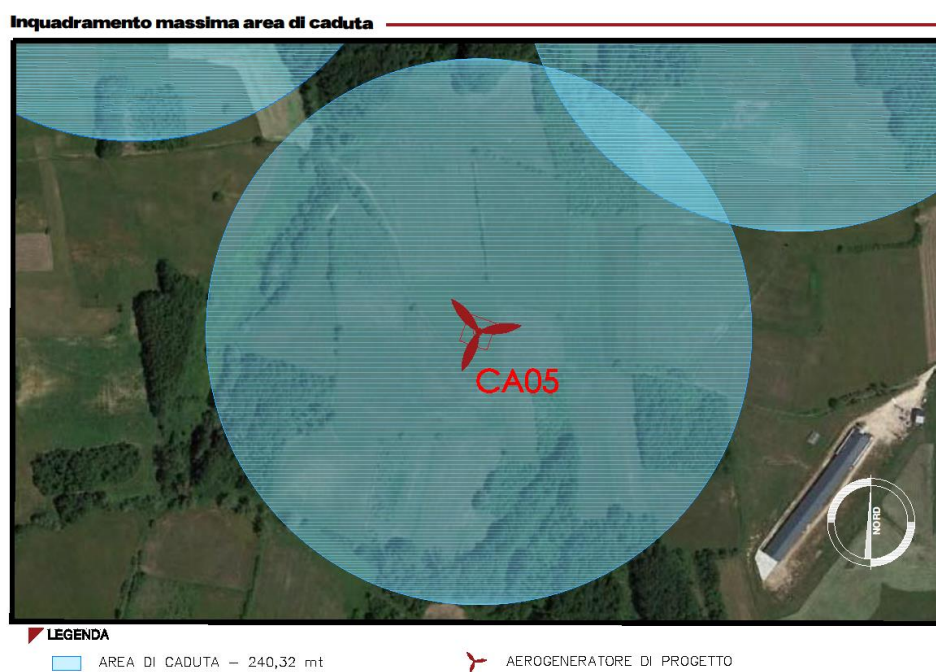 Inquadramento massima area di caduta
CA05
NORD
LEGENDA
AREA DI CADUTA – 240,32 mt
AEROGENERATORE DI PROGETTO